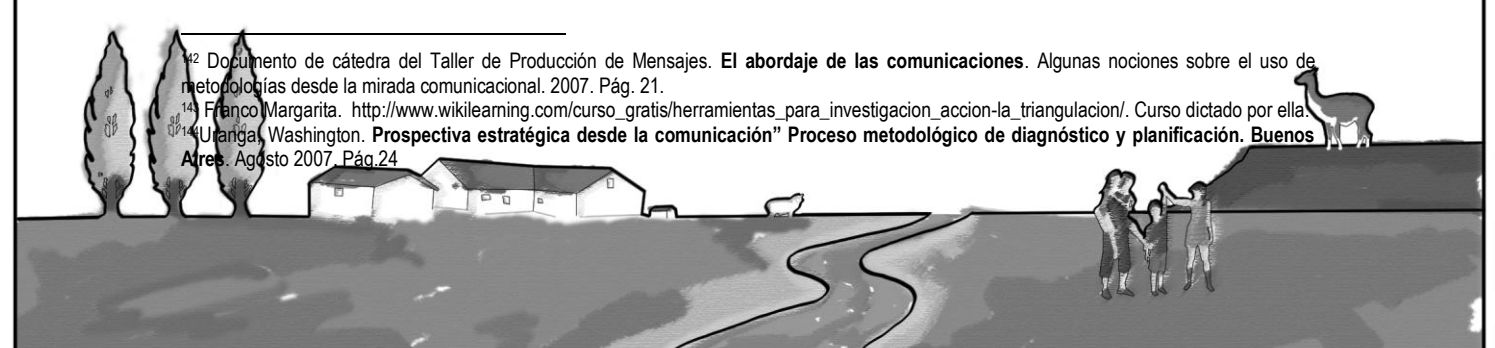 ¹⁴² Documento de cátedra del Taller de Producción de Mensajes. El abordaje de las comunicaciones. Algunas nociones sobre el uso de
metodologías desde la mirada comunicacional. 2007. Pág. 21.
¹⁴³ Franco Margarita. http://www.wikilearning.com/curso_gratis/herramientas_para_investigacion_accion-la_triangulacion/. Curso dictado por ella.
¹⁴⁴Uranga, Washington. Prospectiva estratégica desde la comunicación” Proceso metodológico de diagnóstico y planificación. Buenos
Aires. Agosto 2007. Pág.24